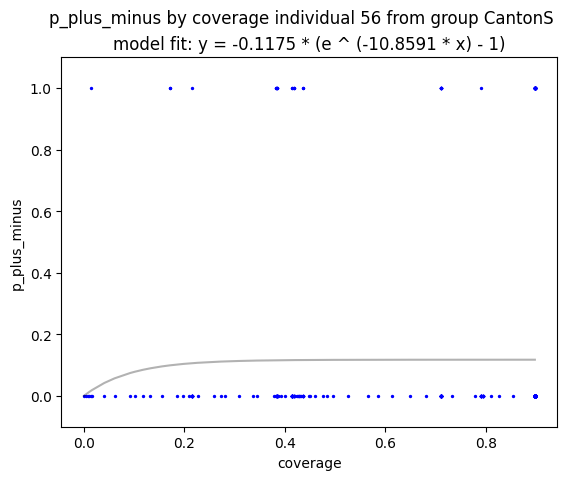 p_plus_minus by coverage individual 56 from group CantonS
model fit: y = -0.1175 * (e ^ (-10.8591 * x) - 1)
1.0
0.8
0.6
0.4
0.2
0.0
p_plus_minus
0.0 0.2 0.4 0.6 0.8
coverage